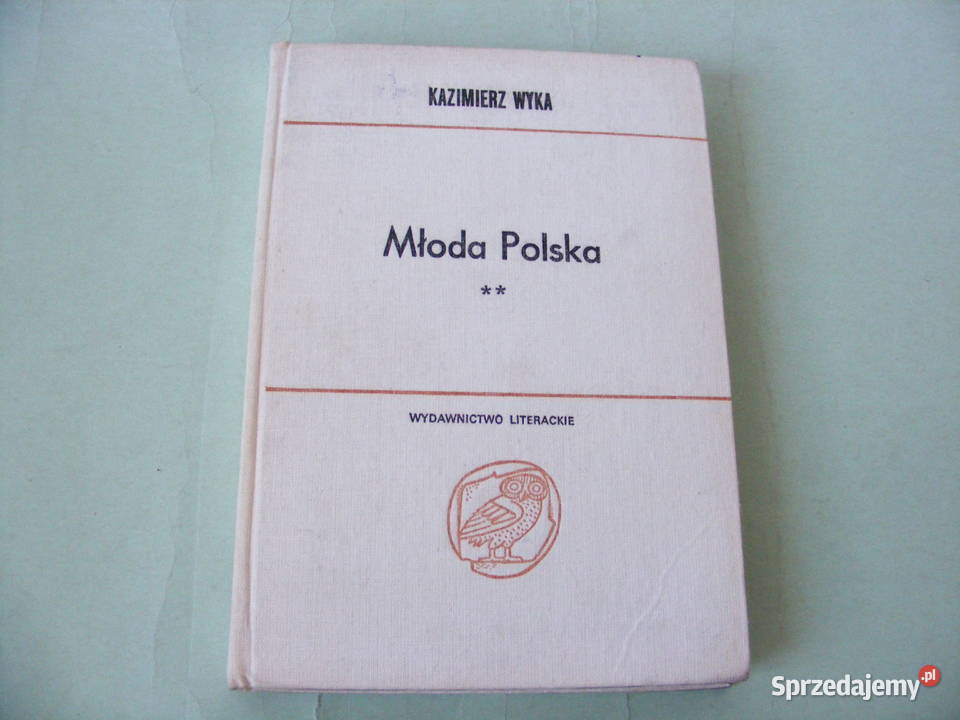 KAZIMIERZ WYKA
Młoda Polska
**
WYDAWNICTWO LITERACKIE
Sprzedajemy.pl